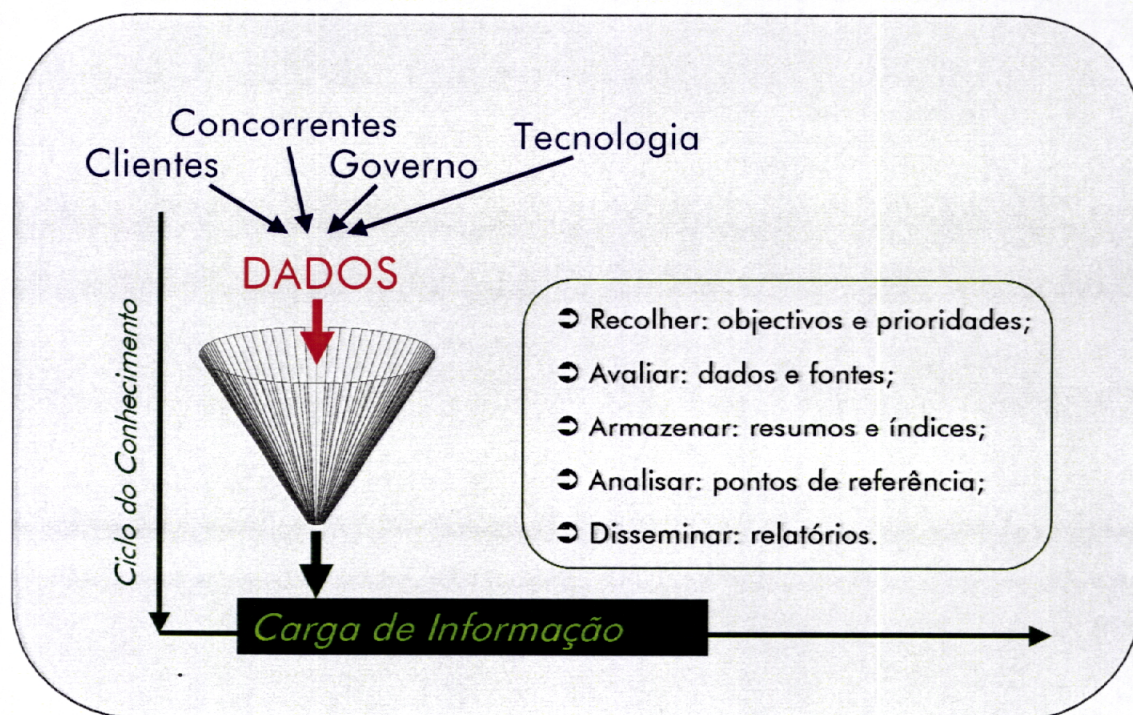 Concorrentes
Tecnologia
Clientes
Governo
DADOS
Ciclo do Conhecimento
➲ Recolher: objectivos e prioridades;
➲ Avaliar: dados e fontes;
➲ Armazenar: resumos e índices;
➲ Analisar: pontos de referência;
➲ Disseminar: relatórios.
Carga de Informação